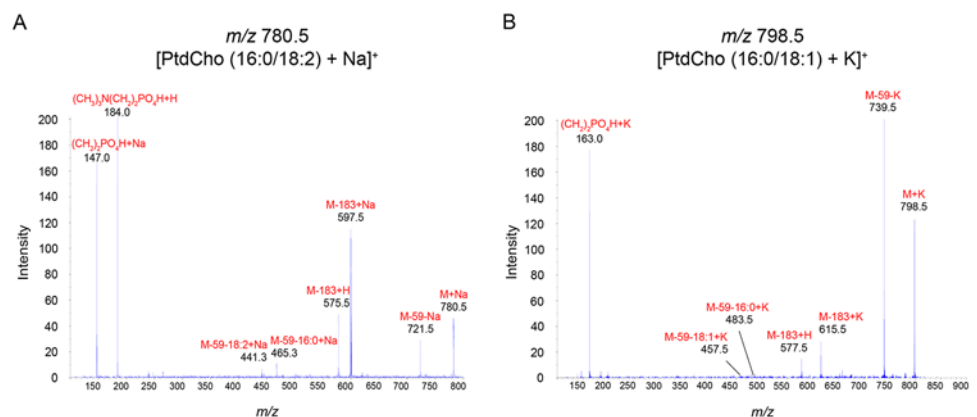 A
m/z 780.5
[PtdCho (16:0/18:2) + Na]⁺
(CH₃)₃N(CH₂)₂PO₄H+H
184.0
(CH₂)₂PO₄H+Na
147.0
M-183+Na
597.5
M-183+H
575.5
M-59-Na
721.5
M+Na
780.5
M-59-18:2+Na
441.3
M-59-16:0+Na
465.3
Intensity
200
180
160
140
120
100
80
60
40
20
0
150 200 250 300 350 400 450 500 550 600 650 700 750 800
m/z
B
m/z 798.5
[PtdCho (16:0/18:1) + K]⁺
M-59-K
739.5
(CH₂)₂PO₄H+K
163.0
M+K
798.5
M-59-16:0+K
483.5
M-59-18:1+K
457.5
M-183+H
577.5
M-183+K
615.5
Intensity
200
180
160
140
120
100
80
60
40
20
0
150 200 250 300 350 400 450 500 550 600 650 700 750 800 850 900
m/z